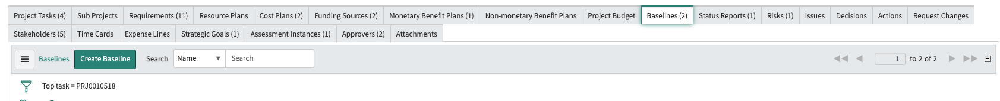 Project Tasks (4) Sub Projects Requirements (11) Resource Plans Cost Plans (2) Funding Sources (2) Monetary Benefit Plans (1) Non-monetary Benefit Plans Project Budget Baselines (2) Status Reports (1) Risks (1) Issues Decisions Actions Request Changes
Stakeholders (5) Time Cards Expense Lines Strategic Goals (1) Assessment Instances (1) Approvers (2) Attachments
Baselines Create Baseline Search Name Search 1 to 2 of 2
Top task = PRJ0010518